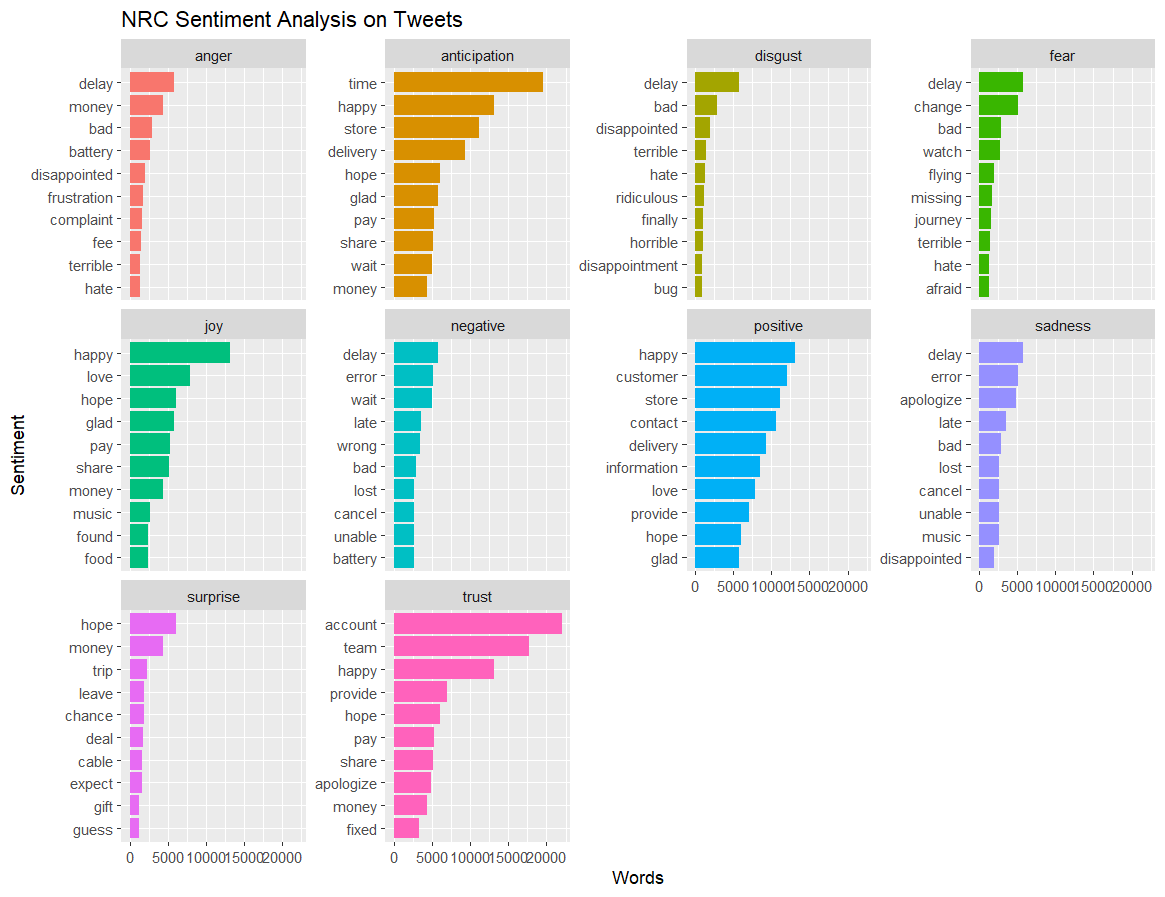 NRC Sentiment Analysis on Tweets
anger
delay
money
bad
battery
disappointed
frustration
complaint
fee
terrible
hate
anticipation
time
happy
store
delivery
hope
glad
pay
share
wait
money
disgust
delay
bad
disappointed
terrible
hate
ridiculous
finally
horrible
disappointment
bug
fear
delay
change
bad
watch
flying
missing
journey
terrible
hate
afraid
joy
happy
love
hope
glad
pay
share
money
music
found
food
negative
delay
error
wait
late
wrong
bad
lost
cancel
unable
battery
positive
happy
customer
store
contact
delivery
information
love
provide
hope
glad
0 5000 10000 15000 20000
sadness
delay
error
apologize
late
bad
lost
cancel
unable
music
disappointed
0 5000 10000 15000 20000
surprise
hope
money
trip
leave
chance
deal
cable
expect
gift
guess
0 5000 10000 15000 20000
trust
account
team
happy
provide
hope
pay
share
apologize
money
fixed
0 5000 10000 15000 20000
Sentiment
Words